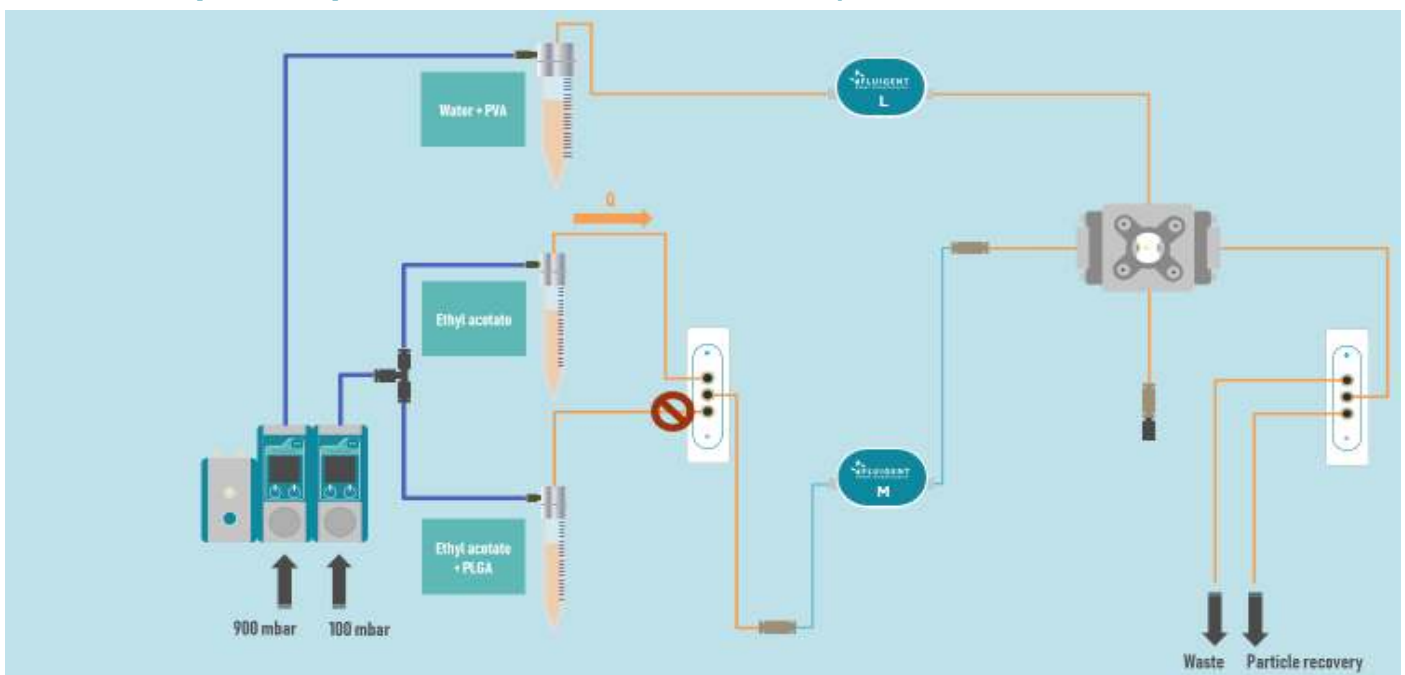 Water + PVA
FLUIGENT
L
Q
Ethyl acetate
FLUIGENT
M
Ethyl acetate
+ PLGA
900 mbar
100 mbar
Waste
Particle recovery